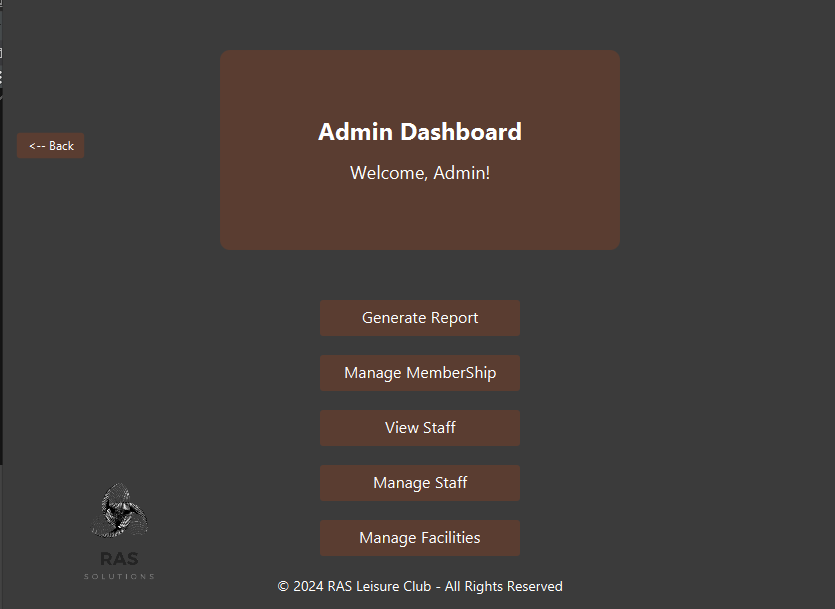 Admin Dashboard
<-- Back
Welcome, Admin!
Generate Report
Manage MemberShip
View Staff
Manage Staff
Manage Facilities
RAS
SOLUTIONS
© 2024 RAS Leisure Club - All Rights Reserved